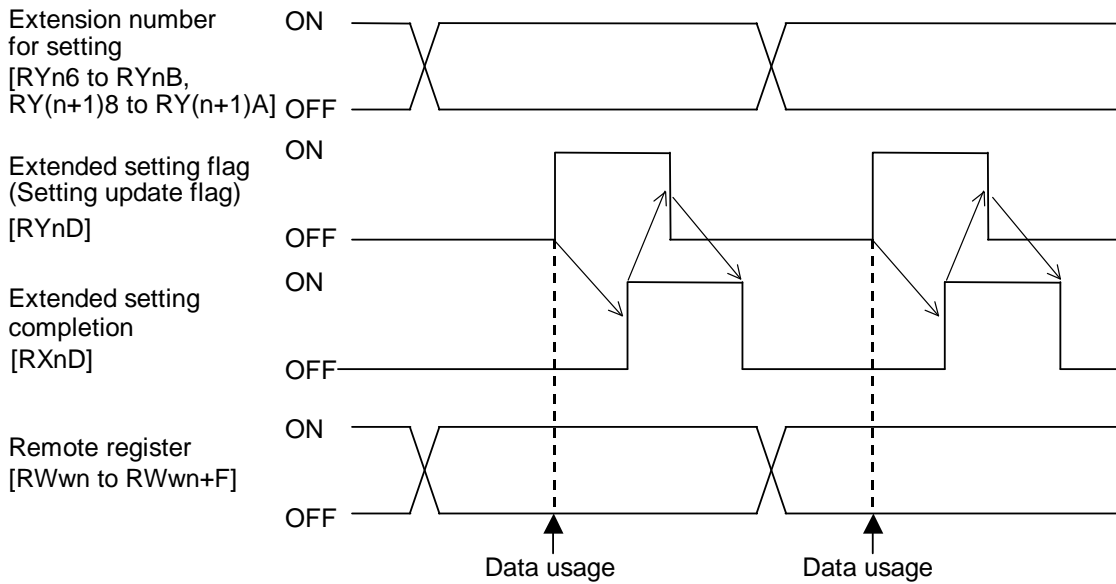 Extension number
for setting
[RYn6 to RYnB,
RY(n+1)8 to RY(n+1)A]
ON
OFF
Extended setting flag
(Setting update flag)
[RYnD]
ON
OFF
Extended setting
completion
[RXnD]
ON
OFF
Remote register
[RWwn to RWwn+F]
ON
OFF
Data usage
Data usage